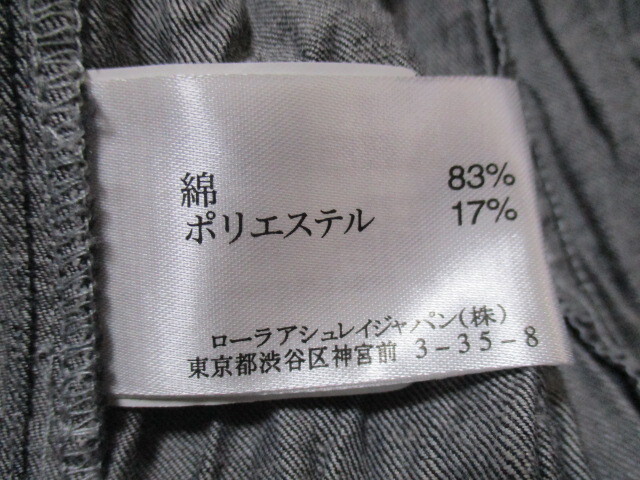 綿 83%
ポリエステル 17%
ローラアシュレイジャパン(株)
東京都渋谷区神宮前 3-35-8